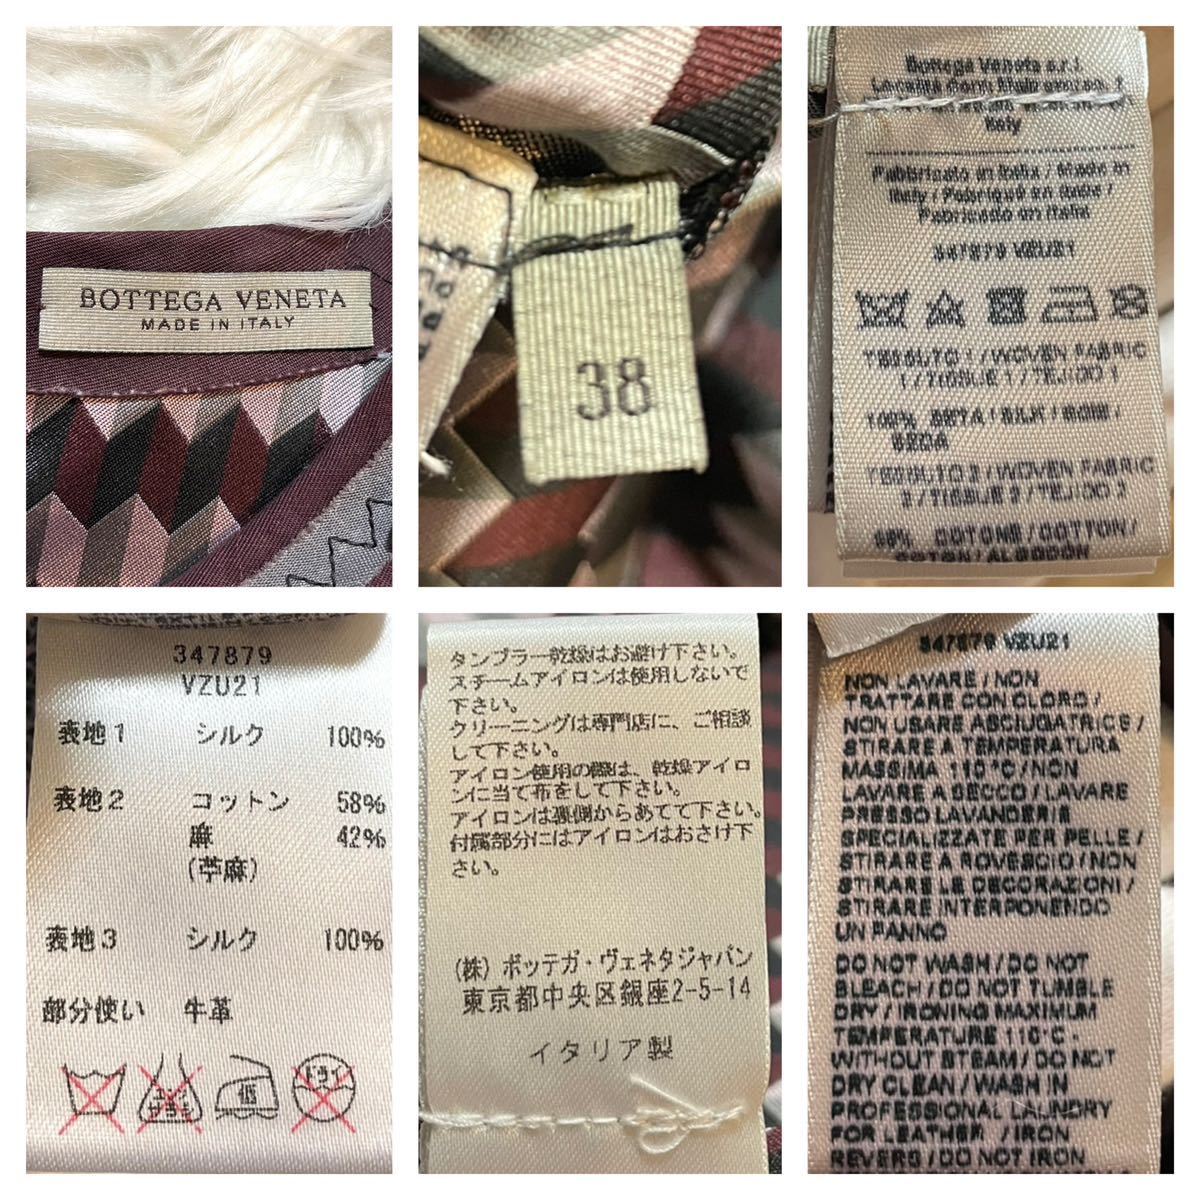 BOTTEGA VENETA
MADE IN ITALY
38
Bottega Veneta s.r.l.
Italy
Fabbricato in Italia / Made in
Italy / Fabriqué en Italie /
Fabricado en Italia
347879 VZU21
TESSUTO 1 / WOVEN FABRIC
1 / TISSUE 1 / TEJIDO 1
100% SETA / SILK / SOIE /
SEDA
TESSUTO 2 / WOVEN FABRIC
2 / TISSUE 2 / TEJIDO 2
58% COTONE / COTTON /
COTON / ALGODON
347879
VZU21
表地1 シルク 100%
表地2 コットン 58%
麻 42%
(苧麻)
表地3 シルク 100%
部分使い 牛革
低
ドライ
タンブラー乾燥はお避け下さい。
スチームアイロンは使用しないで
下さい。
クリーニングは専門店に、ご相談
して下さい。
アイロン使用の際は、乾燥アイロ
ンに当て布をして下さい。
アイロンは裏側からあてて下さい。
付属部分にはアイロンはおさけ下
さい。
(株) ボッテガ・ヴェネタジャパン
東京都中央区銀座2-5-14
イタリア製
347879 VZU21
NON LAVARE / NON
TRATTARE CON CLORO /
NON USARE ASCIUGATRICE /
STIRARE A TEMPERATURA
MASSIMA 110°C / NON
LAVARE A SECCO / LAVARE
PRESSO LAVANDERIE
SPECIALIZZATE PER PELLE /
STIRARE A ROVESCIO / NON
STIRARE LE DECORAZIONI /
STIRARE INTERPONENDO
UN PANNO
DO NOT WASH / DO NOT
BLEACH / DO NOT TUMBLE
DRY / IRONING MAXIMUM
TEMPERATURE 110°C -
WITHOUT STEAM / DO NOT
DRY CLEAN / WASH IN
PROFESSIONAL LAUNDRY
FOR LEATHER / IRON
REVERS / DO NOT IRON